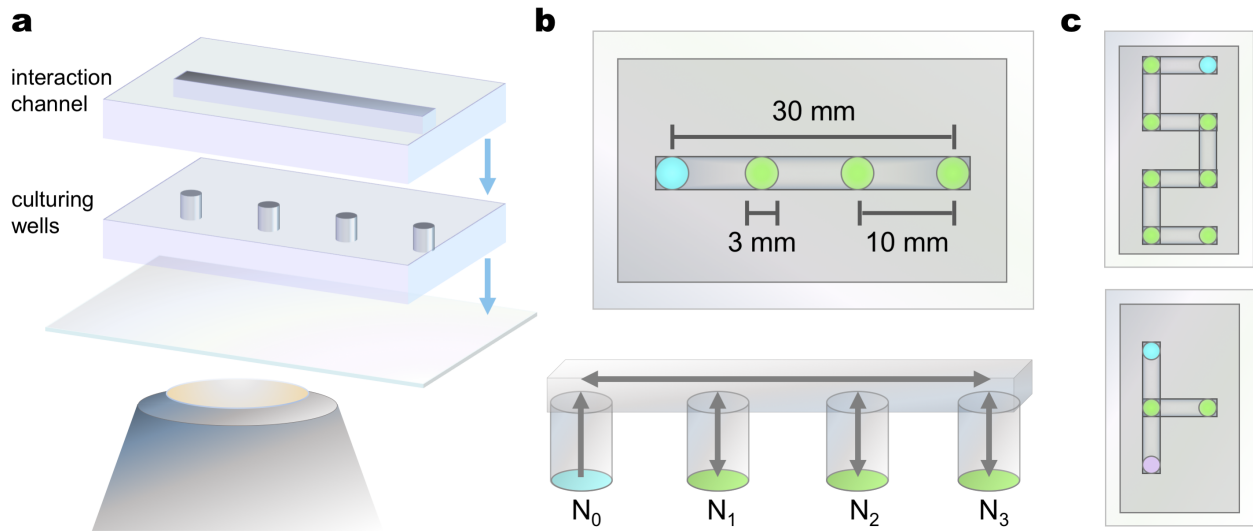 a
interaction
channel
culturing
wells
b
30 mm
3 mm
10 mm
N₀
N₁
N₂
N₃
c